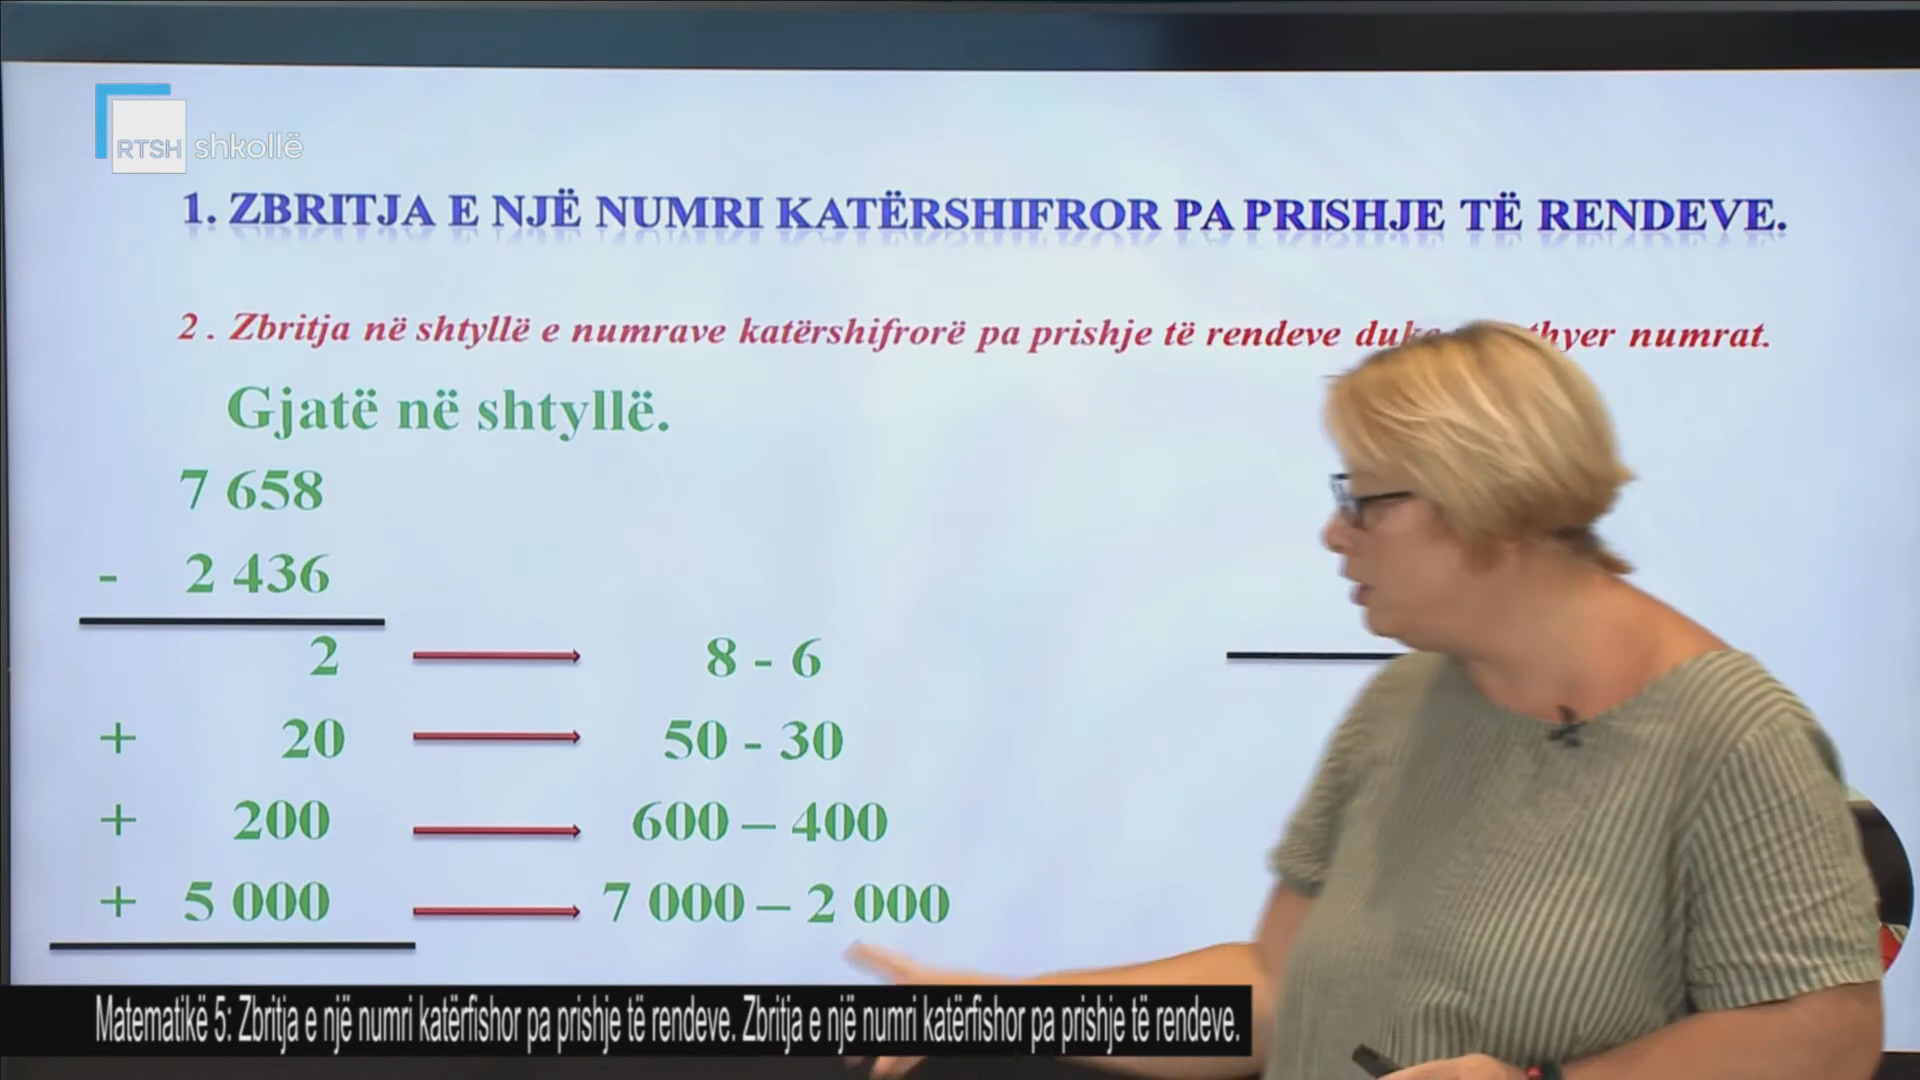 RTSH shkollë
1. ZBRITJA E NJË NUMRI KATËRSHIFROR PA PRISHJE TË RENDEVE.
2 . Zbritja në shtyllë e numrave katërshifrorë pa prishje të rendeve numrat.
Gjatë në shtyllë.
7 658
- 2 436
2 8 - 6
+ 20 50 - 30
+ 200 600 – 400
+ 5 000 7 000 – 2 000
Matematikë 5: Zbritja e një numri katërfishor pa prishje të rendeve. Zbritja e një numri katërfishor pa prishje të rendeve.